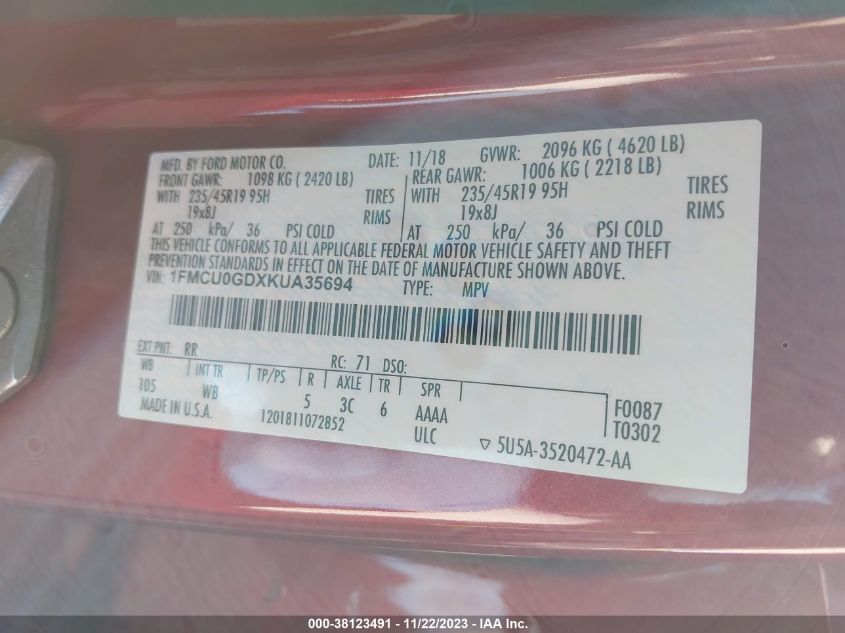 MFD. BY FORD MOTOR CO. DATE: 11/18 GVWR: 2096 KG ( 4620 LB)
FRONT GAWR: 1098 KG ( 2420 LB) REAR GAWR: 1006 KG ( 2218 LB)
WITH 235/45R19 95H TIRES WITH 235/45R19 95H TIRES
19x8J RIMS 19x8J RIMS
AT 250 kPa/ 36 PSI COLD AT 250 kPa/ 36 PSI COLD
THIS VEHICLE CONFORMS TO ALL APPLICABLE FEDERAL MOTOR VEHICLE SAFETY AND THEFT
PREVENTION STANDARDS IN EFFECT ON THE DATE OF MANUFACTURE SHOWN ABOVE.
VIN: 1FMCU0GDXKUA35694 TYPE: MPV
EXT PNT: RR RC: 71 DSO:
WB INT TR TP/PS R AXLE TR SPR
105 WB 5 3C 6 AAAA F0087
MADE IN U.S.A. 1201811072852 ULC T0302
▽ 5U5A-3520472-AA
000-38123491 - 11/22/2023 - IAA Inc.